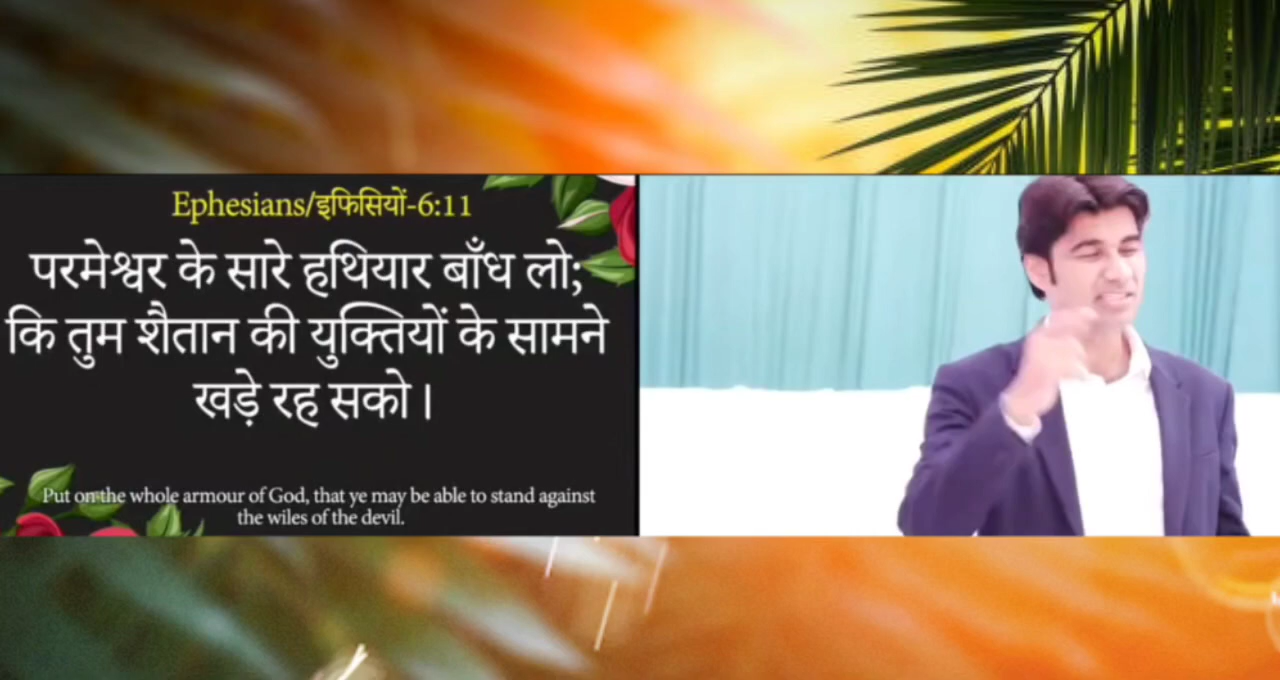 Ephesians/इफिसियों-6:11
परमेश्वर के सारे हथियार बाँध लो;
कि तुम शैतान की युक्तियों के सामने
खड़े रह सको।
Put on the whole armour of God, that ye may be able to stand against
the wiles of the devil.